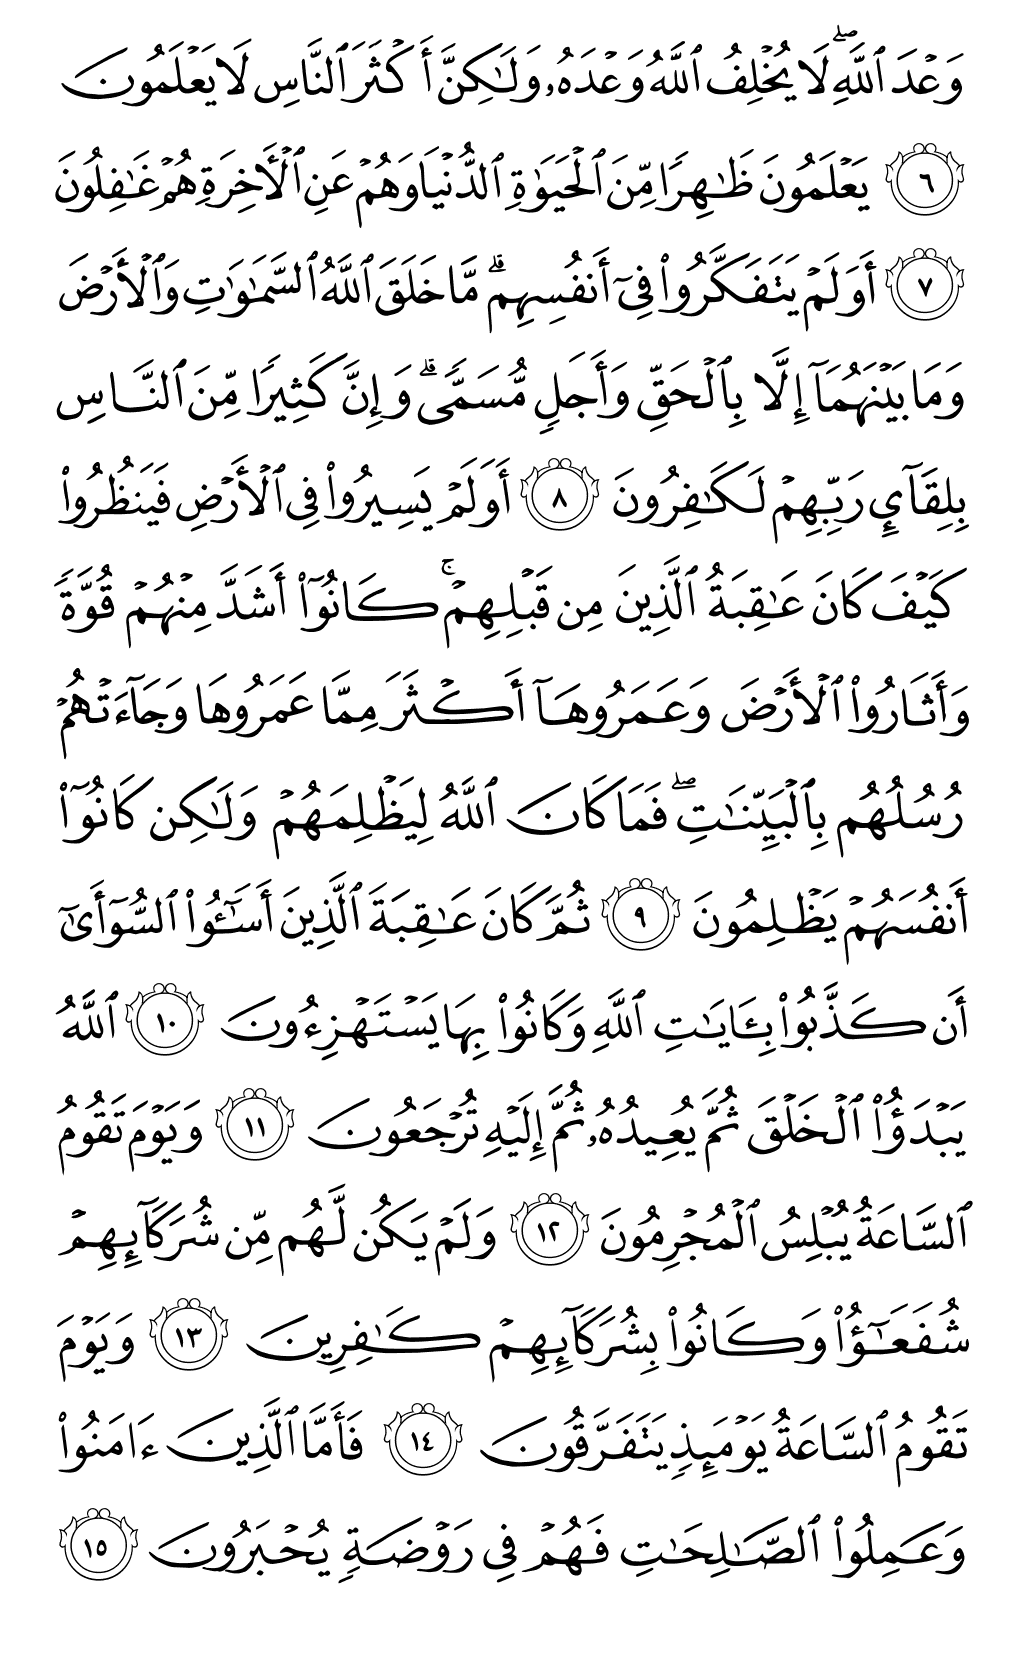 وَعۡدَ ٱللَّهِۖ لَا يُخۡلِفُ ٱللَّهُ وَعۡدَهُۥ وَلَٰكِنَّ أَكۡثَرَ ٱلنَّاسِ لَا يَعۡلَمُونَ
٦ يَعۡلَمُونَ ظَٰهِرٗا مِّنَ ٱلۡحَيَوٰةِ ٱلدُّنۡيَا وَهُمۡ عَنِ ٱلۡأٓخِرَةِ هُمۡ غَٰفِلُونَ
٧ أَوَلَمۡ يَتَفَكَّرُواْ فِيٓ أَنفُسِهِمۗ مَّا خَلَقَ ٱللَّهُ ٱلسَّمَٰوَٰتِ وَٱلۡأَرۡضَ
وَمَا بَيۡنَهُمَآ إِلَّا بِٱلۡحَقِّ وَأَجَلٖ مُّسَمّٗىۗ وَإِنَّ كَثِيرٗا مِّنَ ٱلنَّاسِ
بِلِقَآيِٕ رَبِّهِمۡ لَكَٰفِرُونَ ٨ أَوَلَمۡ يَسِيرُواْ فِي ٱلۡأَرۡضِ فَيَنظُرُواْ
كَيۡفَ كَانَ عَٰقِبَةُ ٱلَّذِينَ مِن قَبۡلِهِمۡۚ كَانُوٓاْ أَشَدَّ مِنۡهُمۡ قُوَّةٗ
وَأَثَارُواْ ٱلۡأَرۡضَ وَعَمَرُوهَآ أَكۡثَرَ مِمَّا عَمَرُوهَا وَجَآءَتۡهُمۡ
رُسُلُهُم بِٱلۡبَيِّنَٰتِۖ فَمَا كَانَ ٱللَّهُ لِيَظۡلِمَهُمۡ وَلَٰكِن كَانُوٓاْ
أَنفُسَهُمۡ يَظۡلِمُونَ ٩ ثُمَّ كَانَ عَٰقِبَةَ ٱلَّذِينَ أَسَٰٓـُٔواْ ٱلسُّوٓأَىٰٓ
أَن كَذَّبُواْ بِـَٔايَٰتِ ٱللَّهِ وَكَانُواْ بِهَا يَسۡتَهۡزِءُونَ ١٠ ٱللَّهُ
يَبۡدَؤُاْ ٱلۡخَلۡقَ ثُمَّ يُعِيدُهُۥ ثُمَّ إِلَيۡهِ تُرۡجَعُونَ ١١ وَيَوۡمَ تَقُومُ
ٱلسَّاعَةُ يُبۡلِسُ ٱلۡمُجۡرِمُونَ ١٢ وَلَمۡ يَكُن لَّهُم مِّن شُرَكَآئِهِمۡ
شُفَعَٰٓؤُاْ وَكَانُواْ بِشُرَكَآئِهِمۡ كَٰفِرِينَ ١٣ وَيَوۡمَ
تَقُومُ ٱلسَّاعَةُ يَوۡمَئِذٖ يَتَفَرَّقُونَ ١٤ فَأَمَّا ٱلَّذِينَ ءَامَنُواْ
وَعَمِلُواْ ٱلصَّٰلِحَٰتِ فَهُمۡ فِي رَوۡضَةٖ يُحۡبَرُونَ ١٥